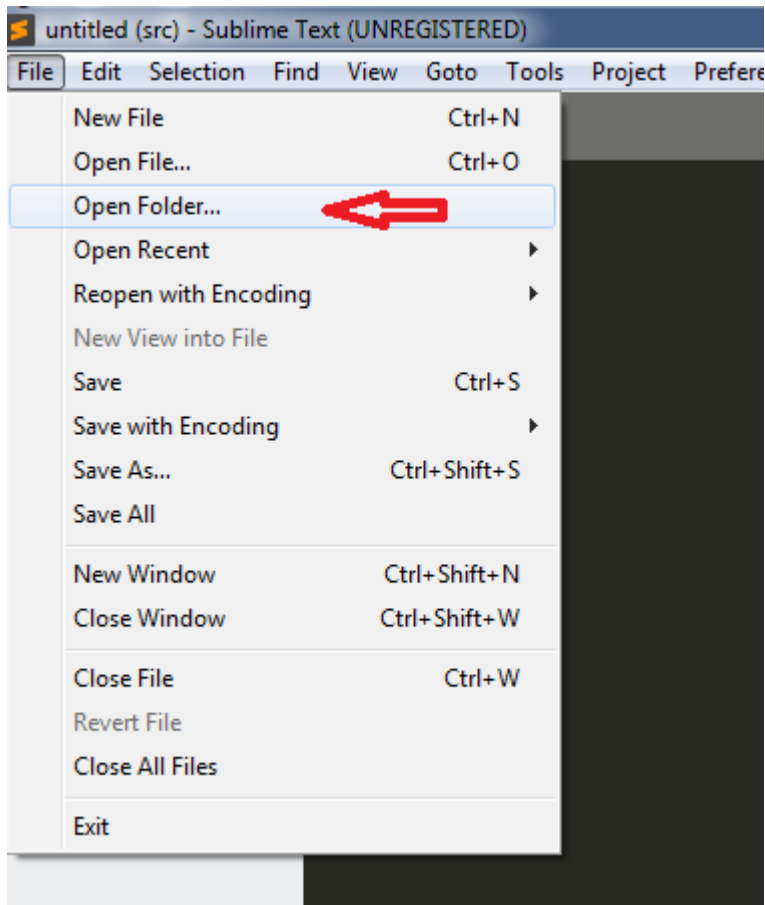 untitled (src) - Sublime Text (UNREGISTERED)
File Edit Selection Find View Goto Tools Project Prefere
New File Ctrl+N
Open File... Ctrl+O
Open Folder...
Open Recent
Reopen with Encoding
New View into File
Save Ctrl+S
Save with Encoding
Save As... Ctrl+Shift+S
Save All
New Window Ctrl+Shift+N
Close Window Ctrl+Shift+W
Close File Ctrl+W
Revert File
Close All Files
Exit